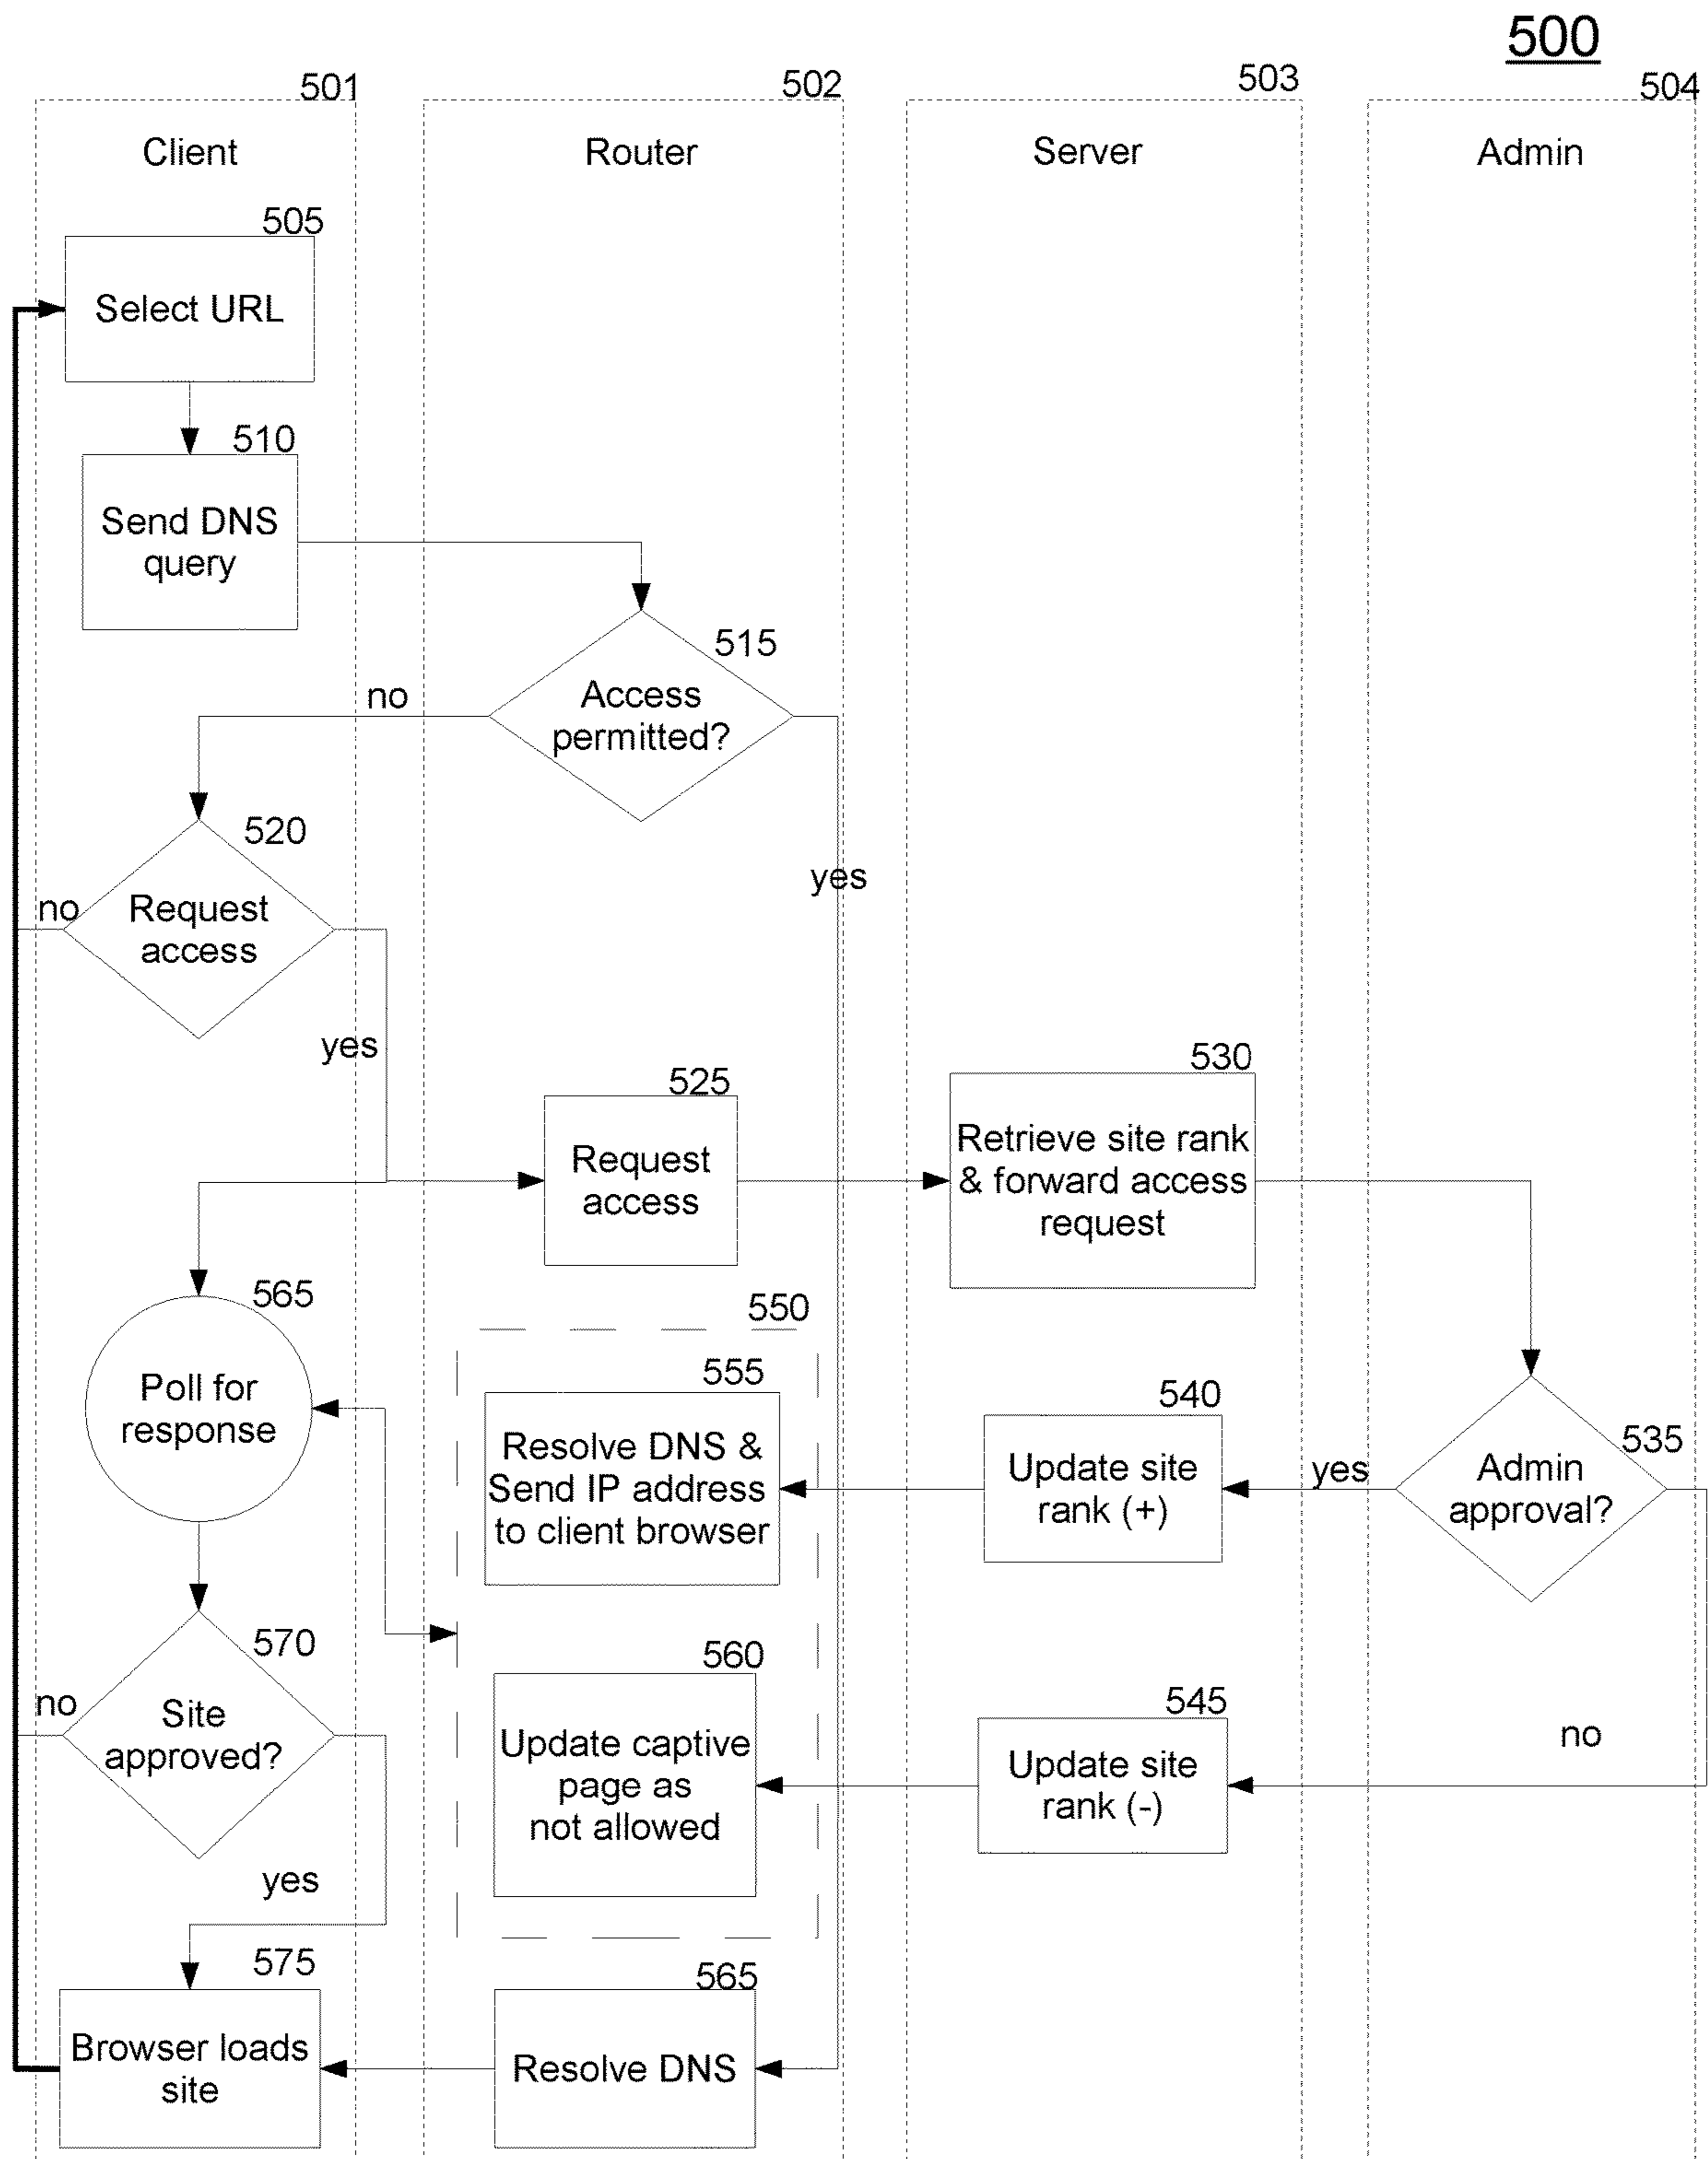 500
501
502
503
504
Client
Router
Server
Admin
505
Select URL
510
Send DNS
query
515
Access
permitted?
no
yes
520
Request
access
no
yes
525
Request
access
530
Retrieve site rank
& forward access
request
565
Poll for
response
550
555
Resolve DNS &
Send IP address
to client browser
540
Update site
rank (+)
yes
535
Admin
approval?
no
570
Site
approved?
no
yes
560
Update captive
page as
not allowed
545
Update site
rank (-)
575
Browser loads
site
565
Resolve DNS